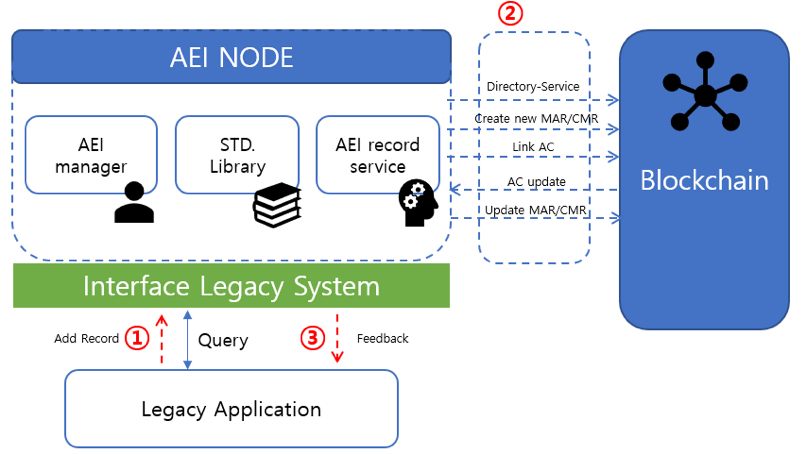 ②
AEI NODE
AEI
manager
STD.
Library
AEI record
service
Directory-Service
Create new MAR/CMR
Link AC
AC update
Update MAR/CMR
Blockchain
Interface Legacy System
Add Record
①
Query
③
Feedback
Legacy Application